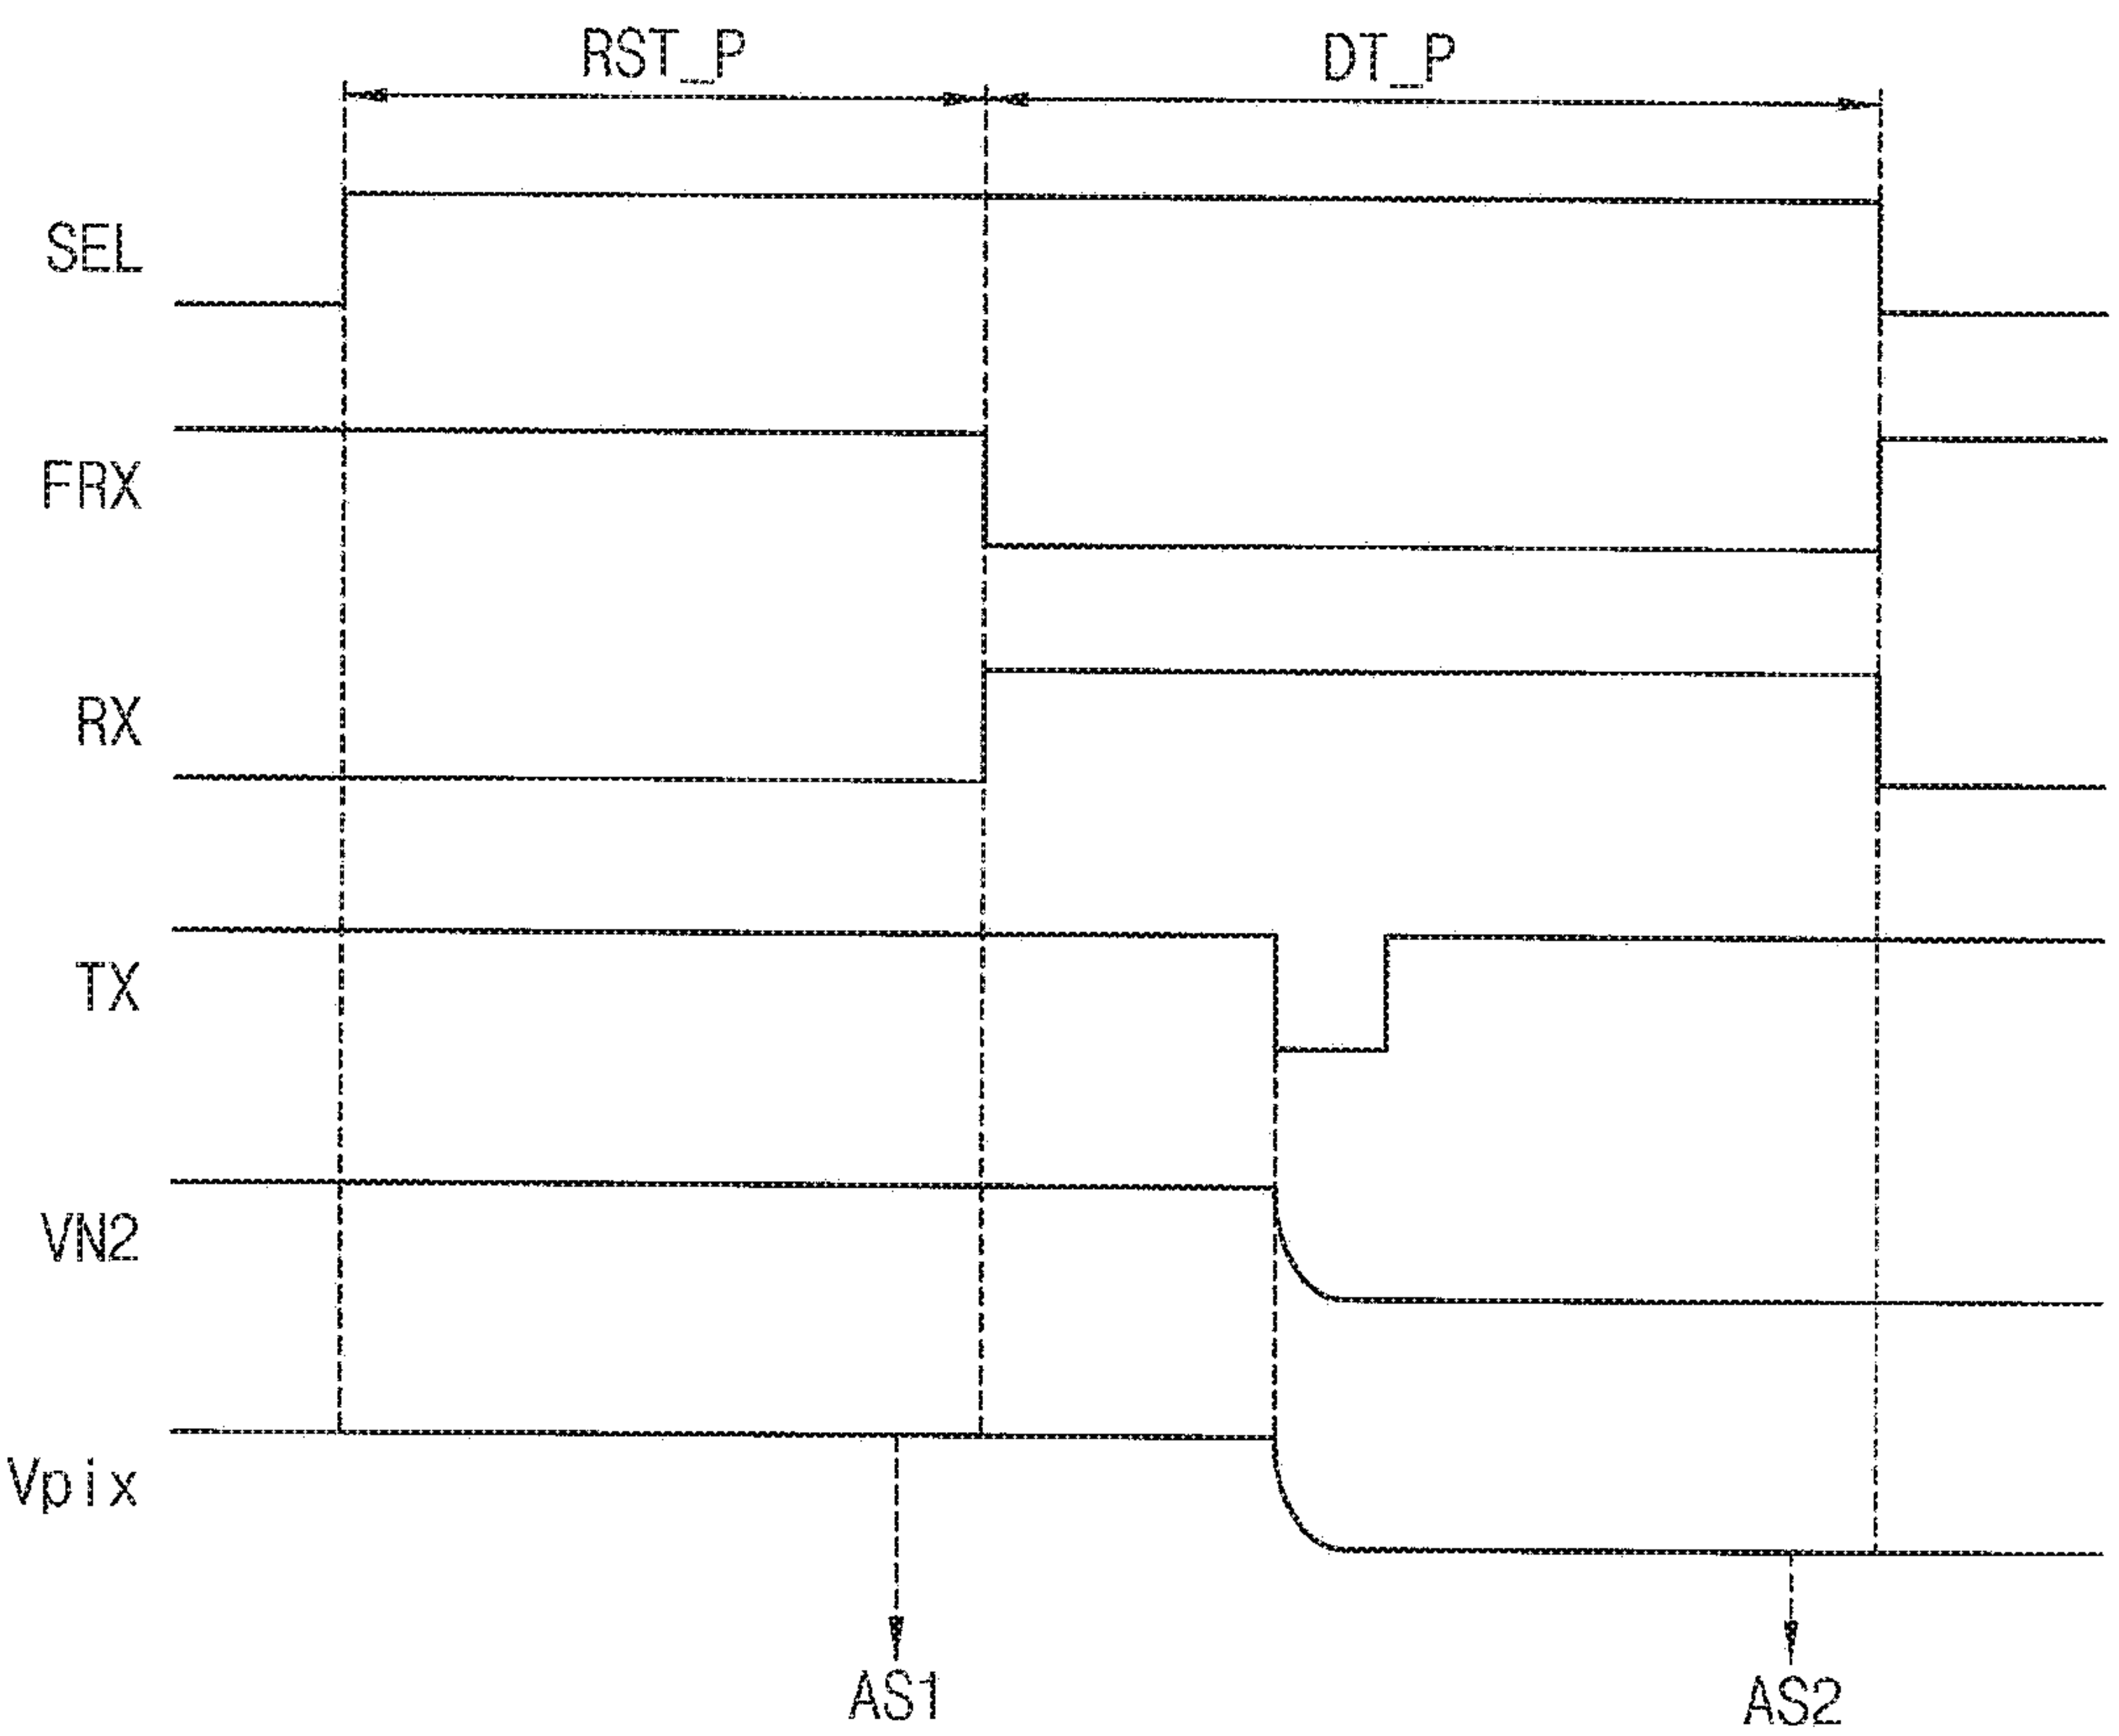 RST_P
DT_P
SEL
FRX
RX
TX
VN2
Vpix
AS1
AS2